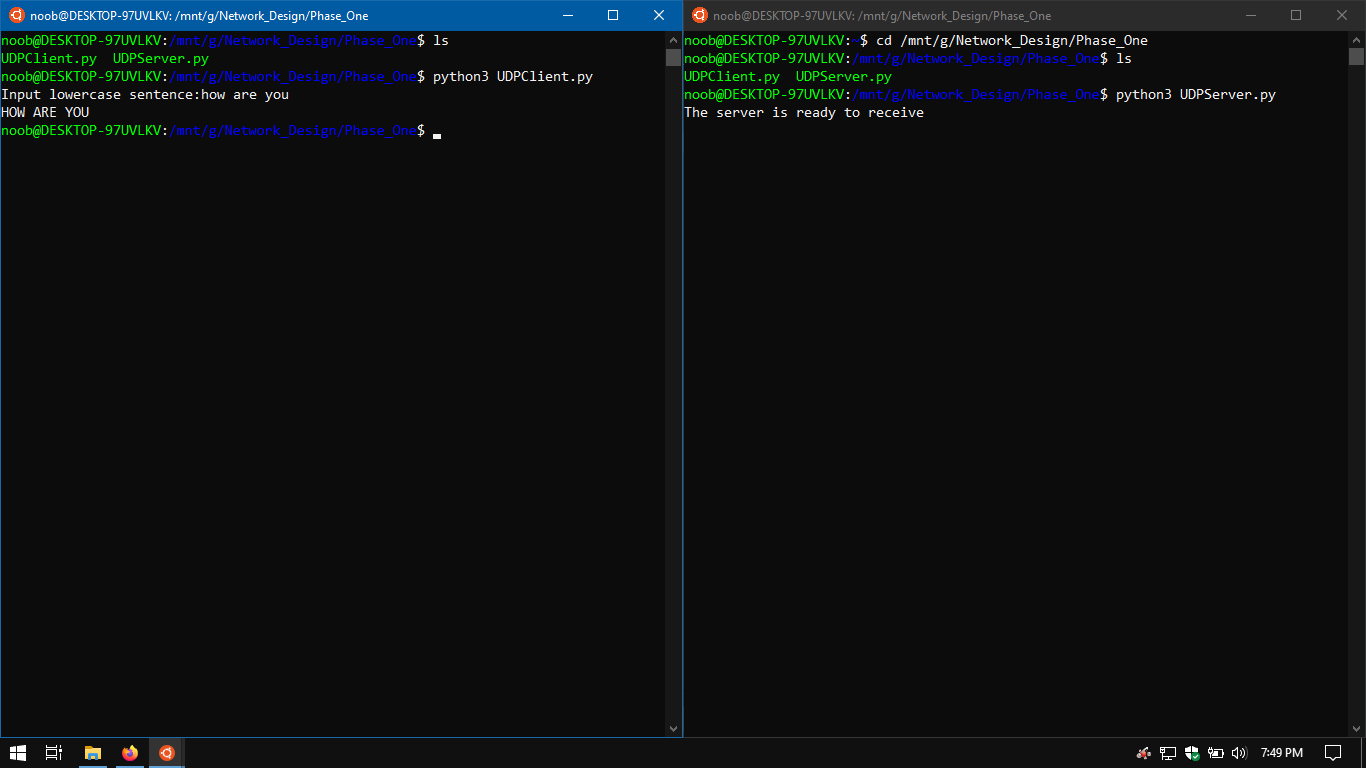 noob@DESKTOP-97UVLKV: /mnt/g/Network_Design/Phase_One
noob@DESKTOP-97UVLKV:/mnt/g/Network_Design/Phase_One$ ls
UDPClient.py  UDPServer.py
noob@DESKTOP-97UVLKV:/mnt/g/Network_Design/Phase_One$ python3 UDPClient.py
Input lowercase sentence:how are you
HOW ARE YOU
noob@DESKTOP-97UVLKV:/mnt/g/Network_Design/Phase_One$
noob@DESKTOP-97UVLKV: /mnt/g/Network_Design/Phase_One
noob@DESKTOP-97UVLKV:~$ cd /mnt/g/Network_Design/Phase_One
noob@DESKTOP-97UVLKV:/mnt/g/Network_Design/Phase_One$ ls
UDPClient.py  UDPServer.py
noob@DESKTOP-97UVLKV:/mnt/g/Network_Design/Phase_One$ python3 UDPServer.py
The server is ready to receive
7:49 PM